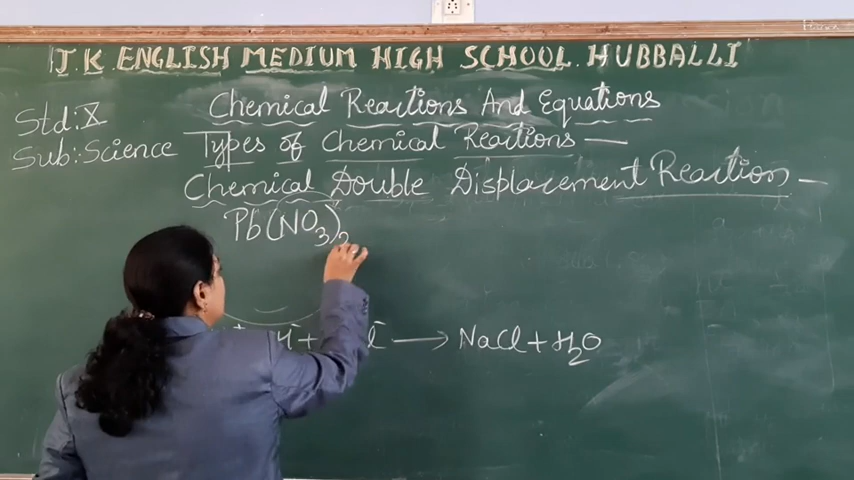 J.K ENGLISH MEDIUM HIGH SCHOOL. HUBBALLI
Std:X
Sub:Science
Chemical Reactions And Equations
Types of Chemical Reactions —
Chemical Double Displacement Reaction —
Pb(NO3)2
+ → NaCl + H2O